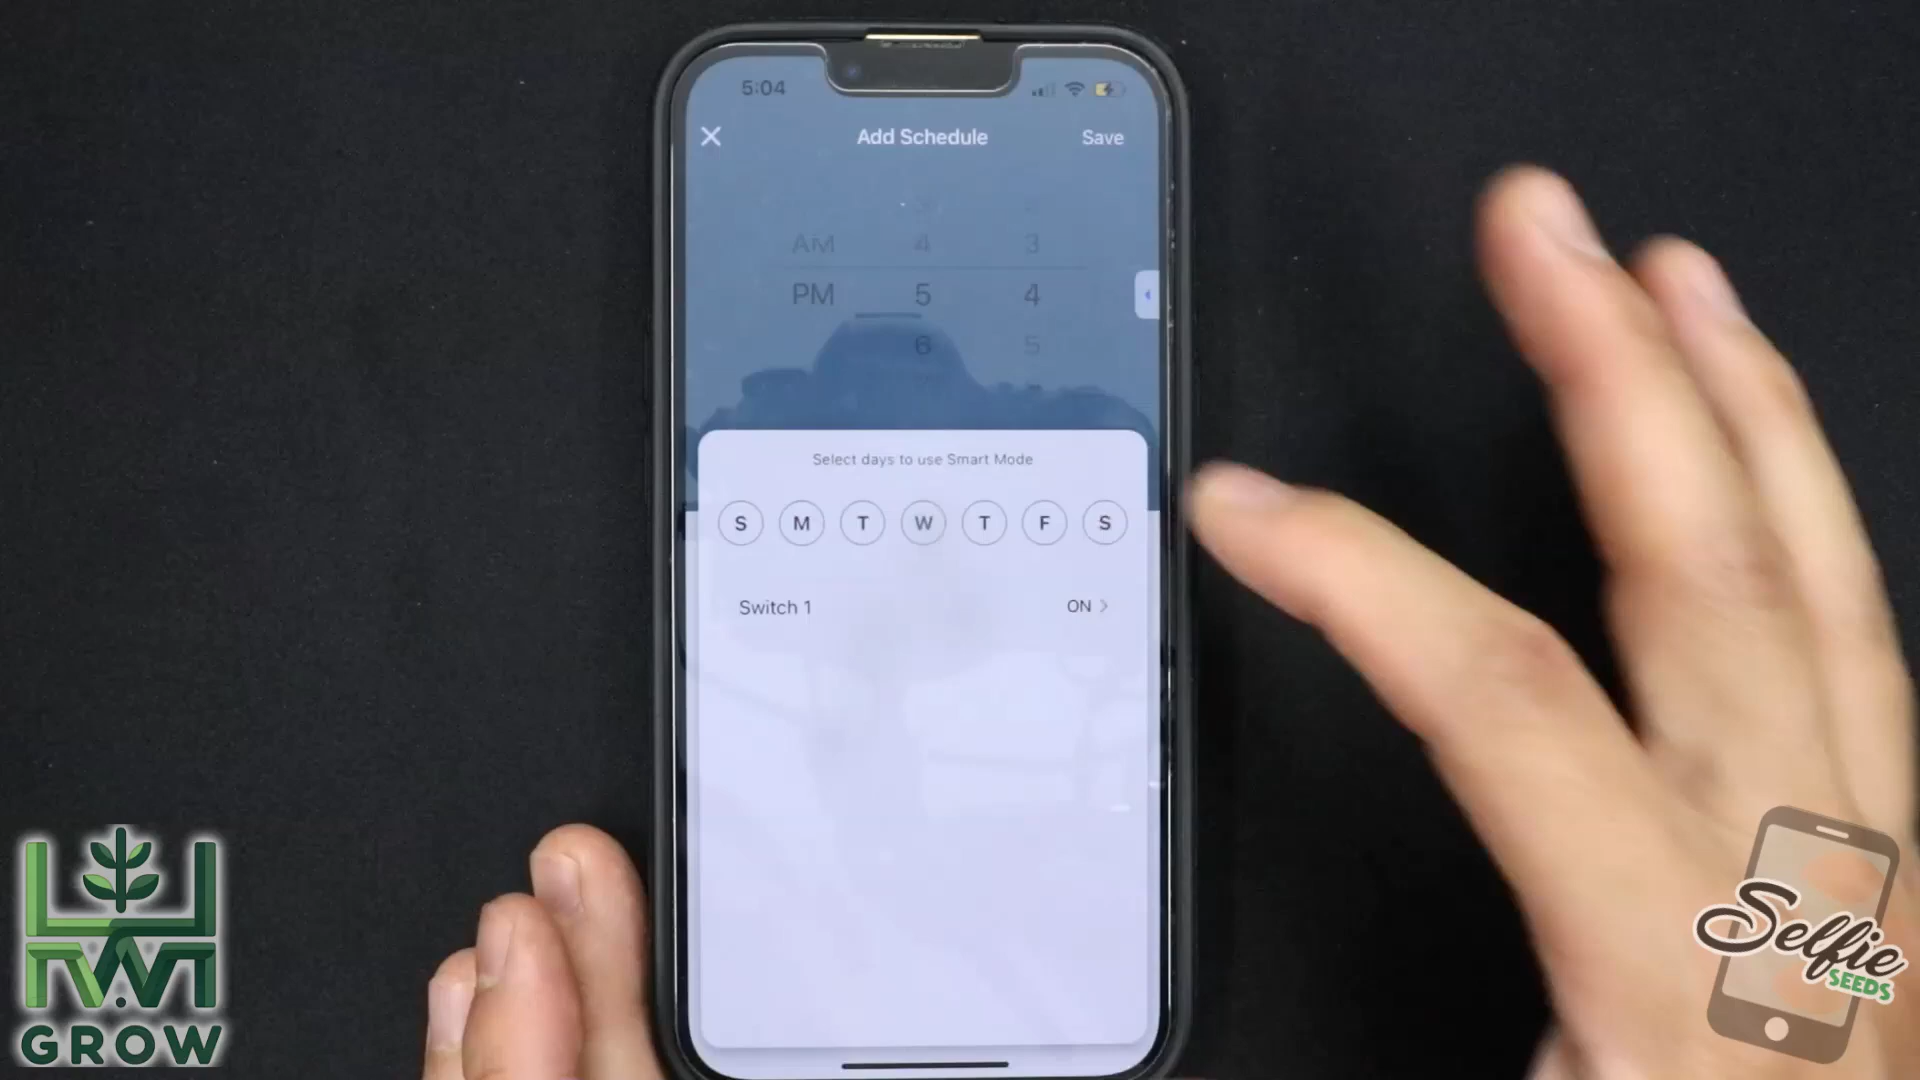 5:04
Add Schedule
Save
AM 4 3
PM 5 4
6 5
Select days to use Smart Mode
S M T W T F S
Switch 1
ON
GROW
Selfie
SEEDS